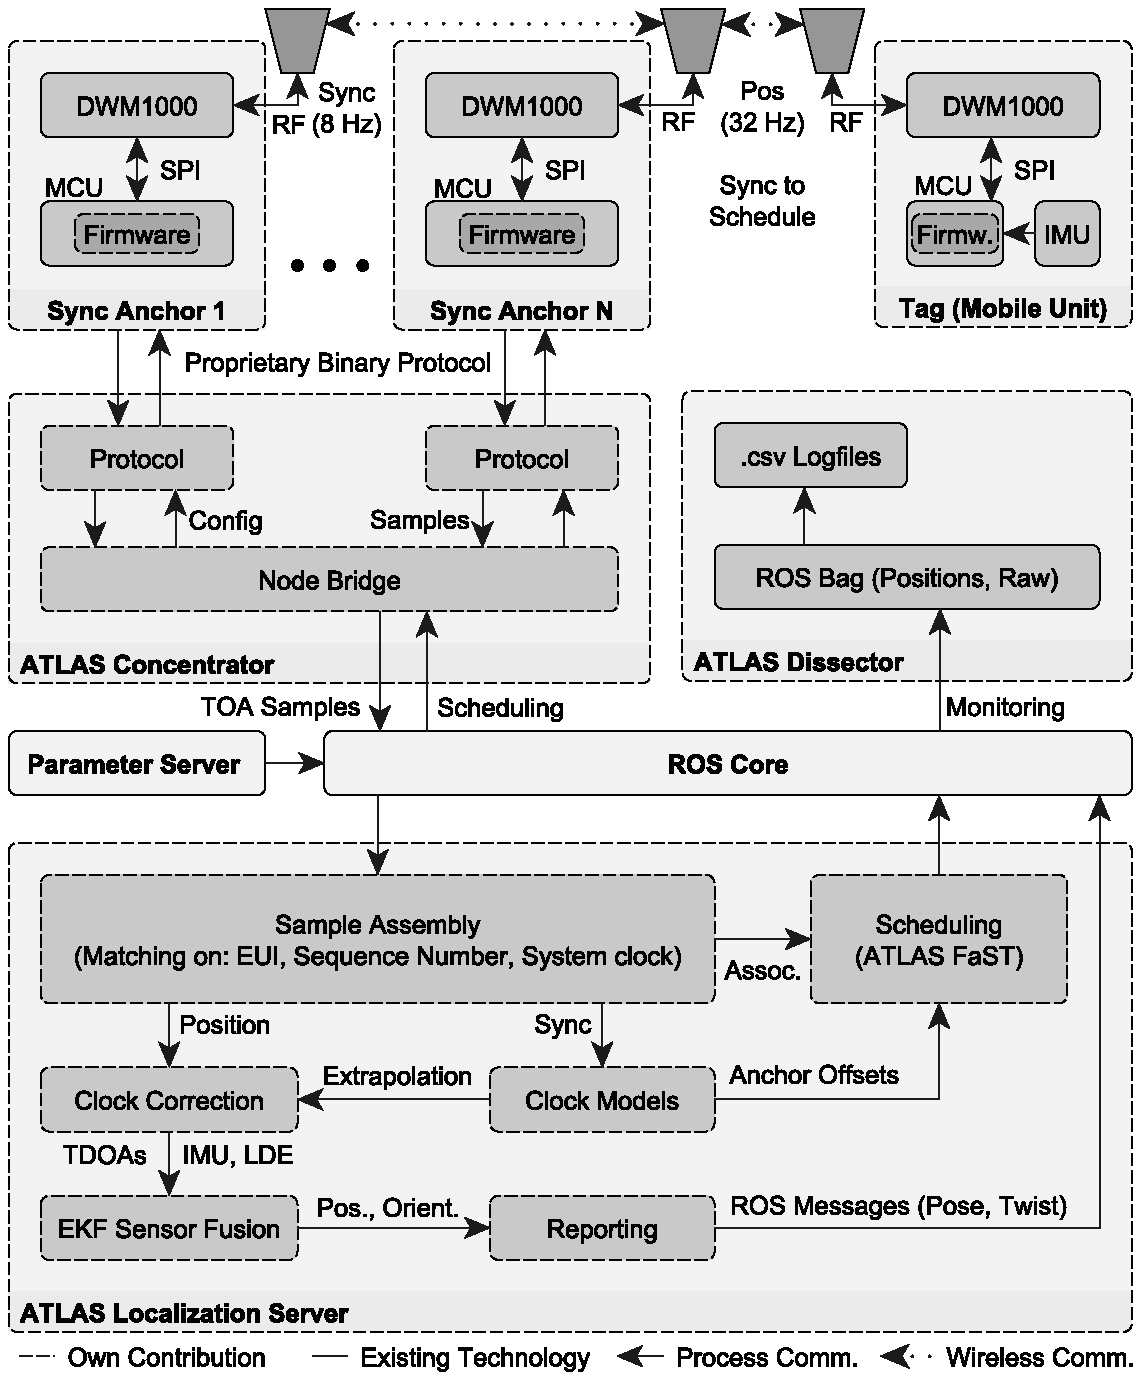 DWM1000
Sync
RF (8 Hz)
DWM1000
RF
Pos
(32 Hz)
RF
DWM1000
SPI
MCU
Firmware
SPI
MCU
Firmware
Sync to
Schedule
SPI
MCU
Firmw.
IMU
Sync Anchor 1
Sync Anchor N
Tag (Mobile Unit)
Proprietary Binary Protocol
Protocol
Protocol
Config
Samples
Node Bridge
ATLAS Concentrator
.csv Logfiles
ROS Bag (Positions, Raw)
ATLAS Dissector
TOA Samples
Scheduling
Monitoring
Parameter Server
ROS Core
Sample Assembly
(Matching on: EUI, Sequence Number, System clock)
Assoc.
Scheduling
(ATLAS FaST)
Position
Sync
Clock Correction
Extrapolation
Clock Models
Anchor Offsets
TDOAs
IMU, LDE
EKF Sensor Fusion
Pos., Orient.
Reporting
ROS Messages (Pose, Twist)
ATLAS Localization Server
Own Contribution
Existing Technology
Process Comm.
Wireless Comm.